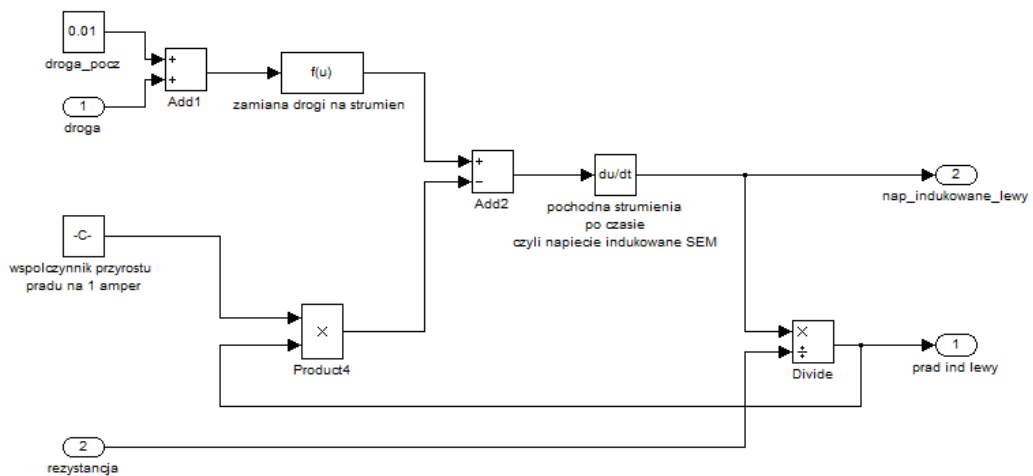 0.01
droga_pocz
+
+
Add1
1
droga
f(u)
zamiana drogi na strumien
+
−
Add2
du/dt
pochodna strumienia
po czasie
czyli napiecie indukowane SEM
2
nap_indukowane_lewy
-C-
wspolczynnik przyrostu
pradu na 1 amper
×
Product4
×
÷
Divide
1
prad ind lewy
2
rezystancja